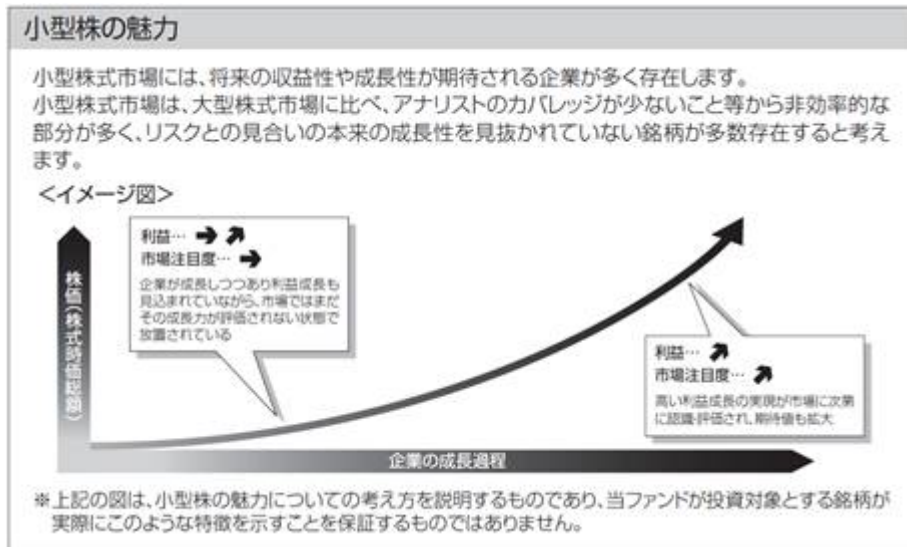 小型株の魅力
小型株式市場には、将来の収益性や成長性が期待される企業が多く存在します。
小型株式市場は、大型株式市場に比べ、アナリストのカバレッジが少ないこと等から非効率的な
部分が多く、リスクとの見合いの本来の成長性を見抜かれていない銘柄が多数存在すると考え
ます。
＜イメージ図＞
利益… ➡ ↗
市場注目度… ➡
企業が成長しつつあり利益成長も
見込まれていながら、市場ではまだ
その成長力が評価されない状態で
放置されている
株価(株式時価総額)
利益… ↗
市場注目度… ↗
高い利益成長の実現が市場に次第
に認識・評価され、期待値も拡大
企業の成長過程
※上記の図は、小型株の魅力についての考え方を説明するものであり、当ファンドが投資対象とする銘柄が
実際にこのような特徴を示すことを保証するものではありません。